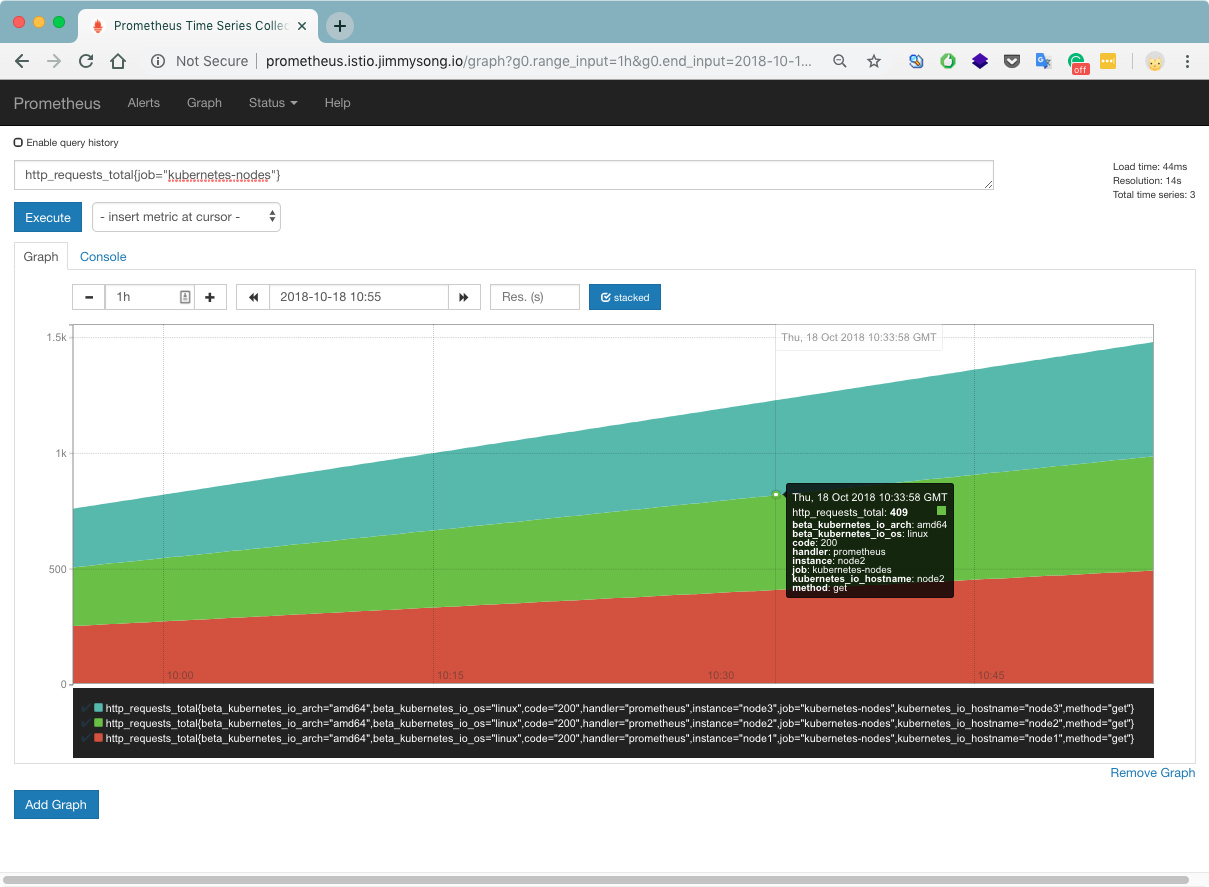 Prometheus Time Series Collec
Not Secure
prometheus.istio.jimmysong.io/graph?g0.range_input=1h&g0.end_input=2018-10-1...
off
Prometheus
Alerts
Graph
Status
Help
Enable query history
http_requests_total{job="kubernetes-nodes"}
Load time: 44ms
Resolution: 14s
Total time series: 3
Execute
- insert metric at cursor -
Graph
Console
1h
2018-10-18 10:55
Res. (s)
stacked
1.5k
1k
500
0
Thu, 18 Oct 2018 10:33:58 GMT
Thu, 18 Oct 2018 10:33:58 GMT
http_requests_total: 409
beta_kubernetes_io_arch: amd64
beta_kubernetes_io_os: linux
code: 200
handler: prometheus
instance: node2
job: kubernetes-nodes
kubernetes_io_hostname: node2
method: get
10:00
10:15
10:30
10:45
http_requests_total{beta_kubernetes_io_arch="amd64",beta_kubernetes_io_os="linux",code="200",handler="prometheus",instance="node3",job="kubernetes-nodes",kubernetes_io_hostname="node3",method="get"}
http_requests_total{beta_kubernetes_io_arch="amd64",beta_kubernetes_io_os="linux",code="200",handler="prometheus",instance="node2",job="kubernetes-nodes",kubernetes_io_hostname="node2",method="get"}
http_requests_total{beta_kubernetes_io_arch="amd64",beta_kubernetes_io_os="linux",code="200",handler="prometheus",instance="node1",job="kubernetes-nodes",kubernetes_io_hostname="node1",method="get"}
Remove Graph
Add Graph